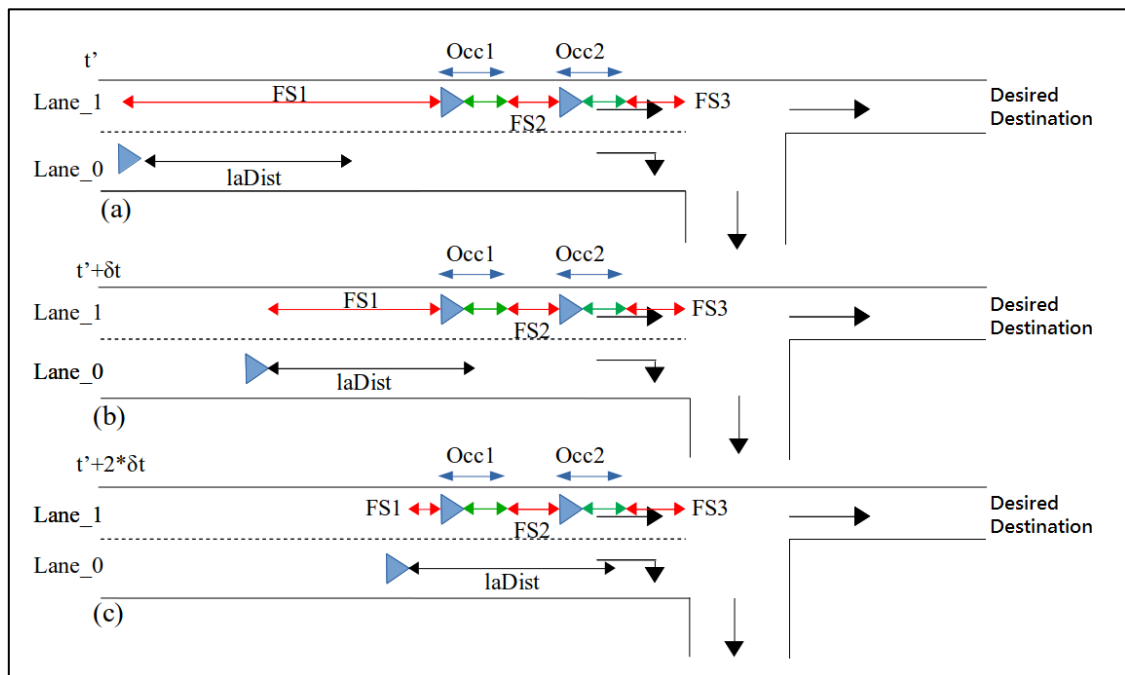 t'
Occ1 Occ2
Lane_1 FS1 FS2 FS3 Desired
Destination
Lane_0 laDist
(a)
t'+δt
Occ1 Occ2
Lane_1 FS1 FS2 FS3 Desired
Destination
Lane_0 laDist
(b)
t'+2*δt
Occ1 Occ2
Lane_1 FS1 FS2 FS3 Desired
Destination
Lane_0 laDist
(c)